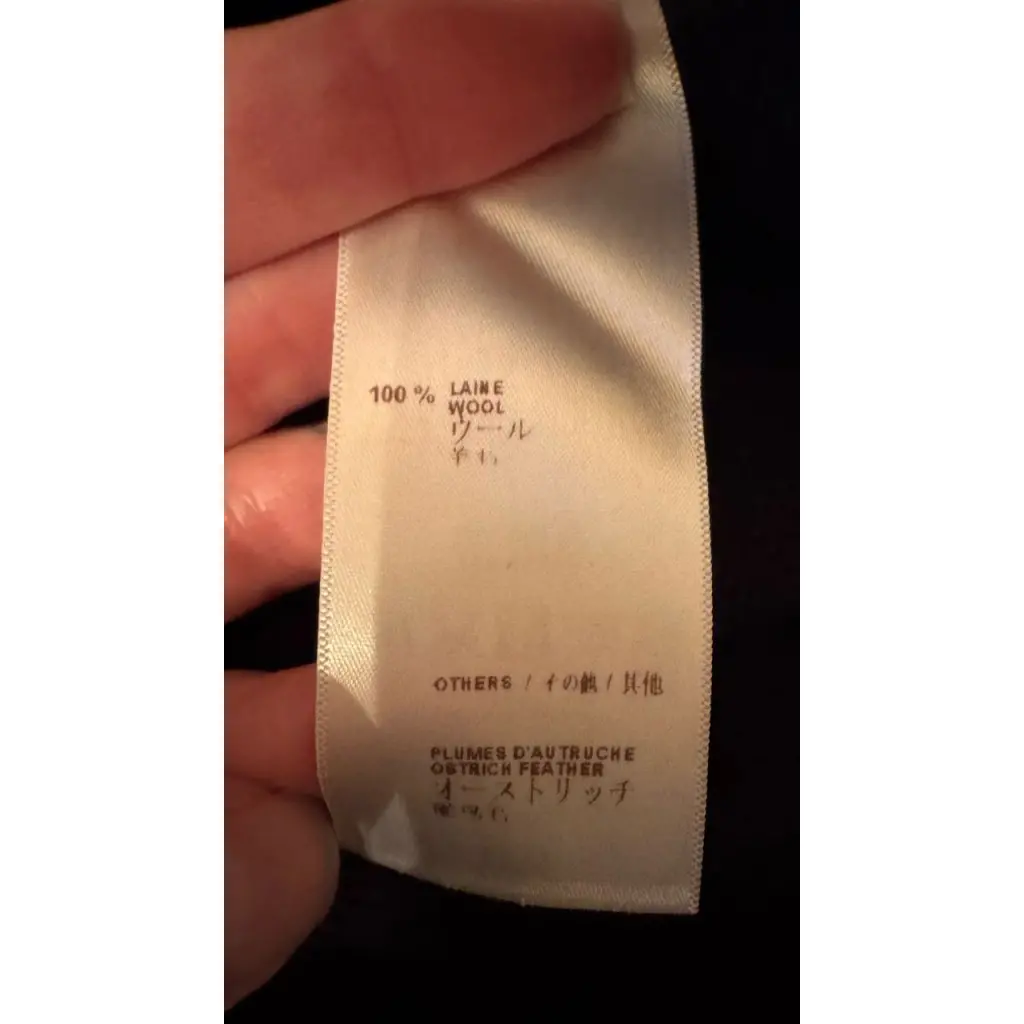 100 % LAINE
WOOL
ウール
羊毛
OTHERS / その他 / 其他
PLUMES D'AUTRUCHE
OSTRICH FEATHER
オーストリッチ